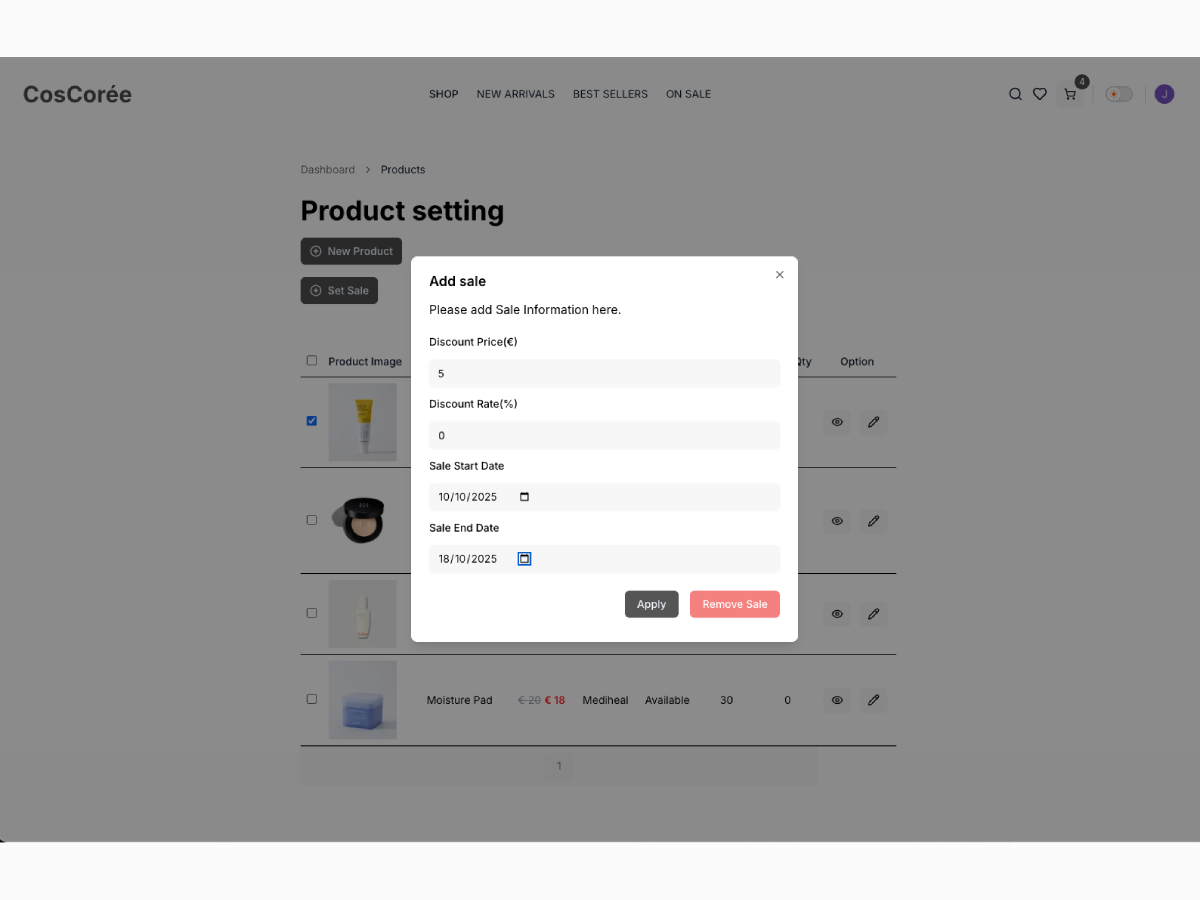 CosCorée
SHOP NEW ARRIVALS BEST SELLERS ON SALE
4
J
Dashboard > Products
Product setting
New Product
Set Sale
Add sale
Please add Sale Information here.
Discount Price(€)
5
Discount Rate(%)
0
Sale Start Date
10/10/2025
Sale End Date
18/10/2025
Apply Remove Sale
Product Image Qty Option
Moisture Pad € 20 € 18 Mediheal Available 30 0
1